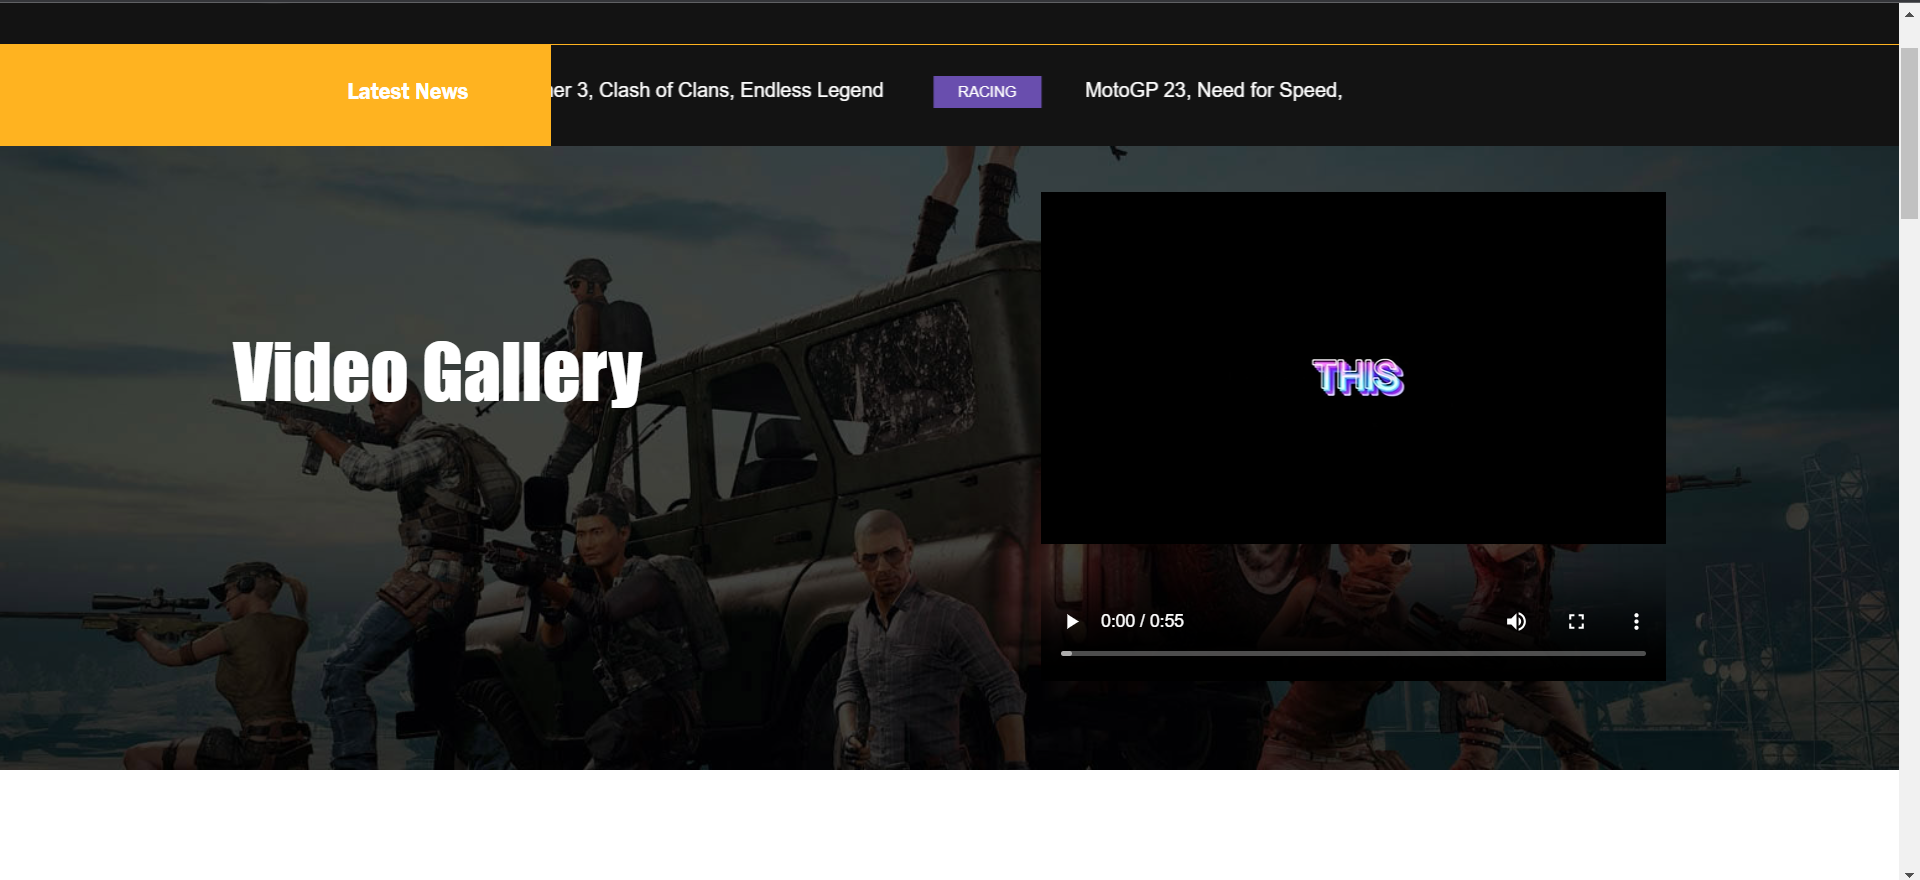 Latest News
er 3, Clash of Clans, Endless Legend
RACING
MotoGP 23, Need for Speed,
Video Gallery
THIS
0:00 / 0:55